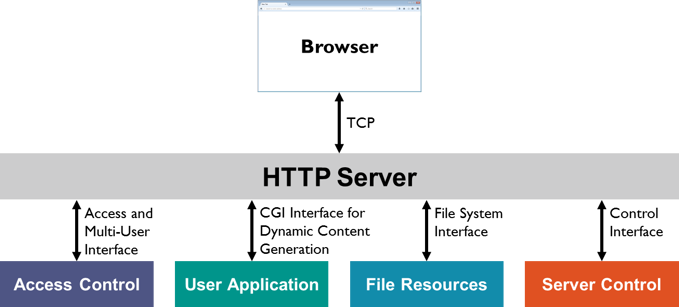 Browser
TCP
HTTP Server
Access and
Multi-User
Interface
CGI Interface for
Dynamic Content
Generation
File System
Interface
Control
Interface
Access Control
User Application
File Resources
Server Control